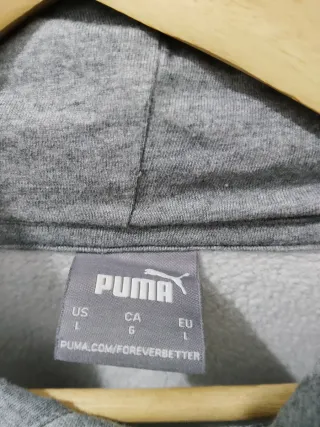 PUMA
US CA EU
L G L
PUMA.COM/FOREVERBETTER